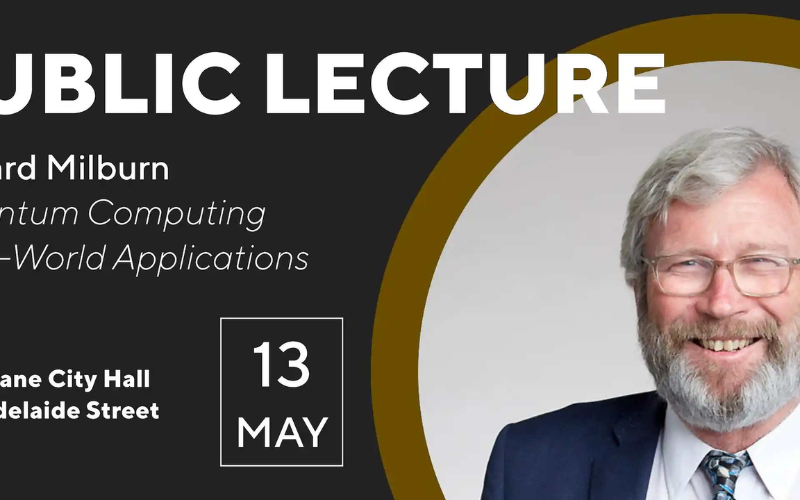 UBLIC LECTURE
ard Milburn
ntum Computing
–World Applications
ane City Hall
delaide Street
13
MAY